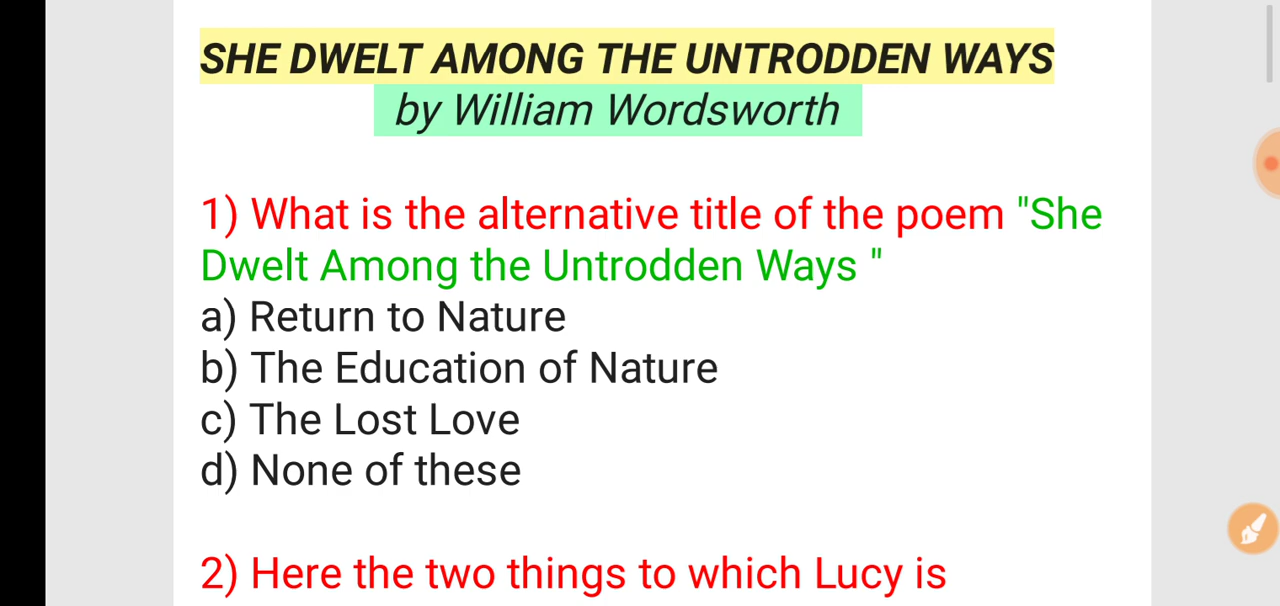 SHE DWELT AMONG THE UNTRODDEN WAYS
by William Wordsworth
1) What is the alternative title of the poem "She
Dwelt Among the Untrodden Ways "
a) Return to Nature
b) The Education of Nature
c) The Lost Love
d) None of these
2) Here the two things to which Lucy is